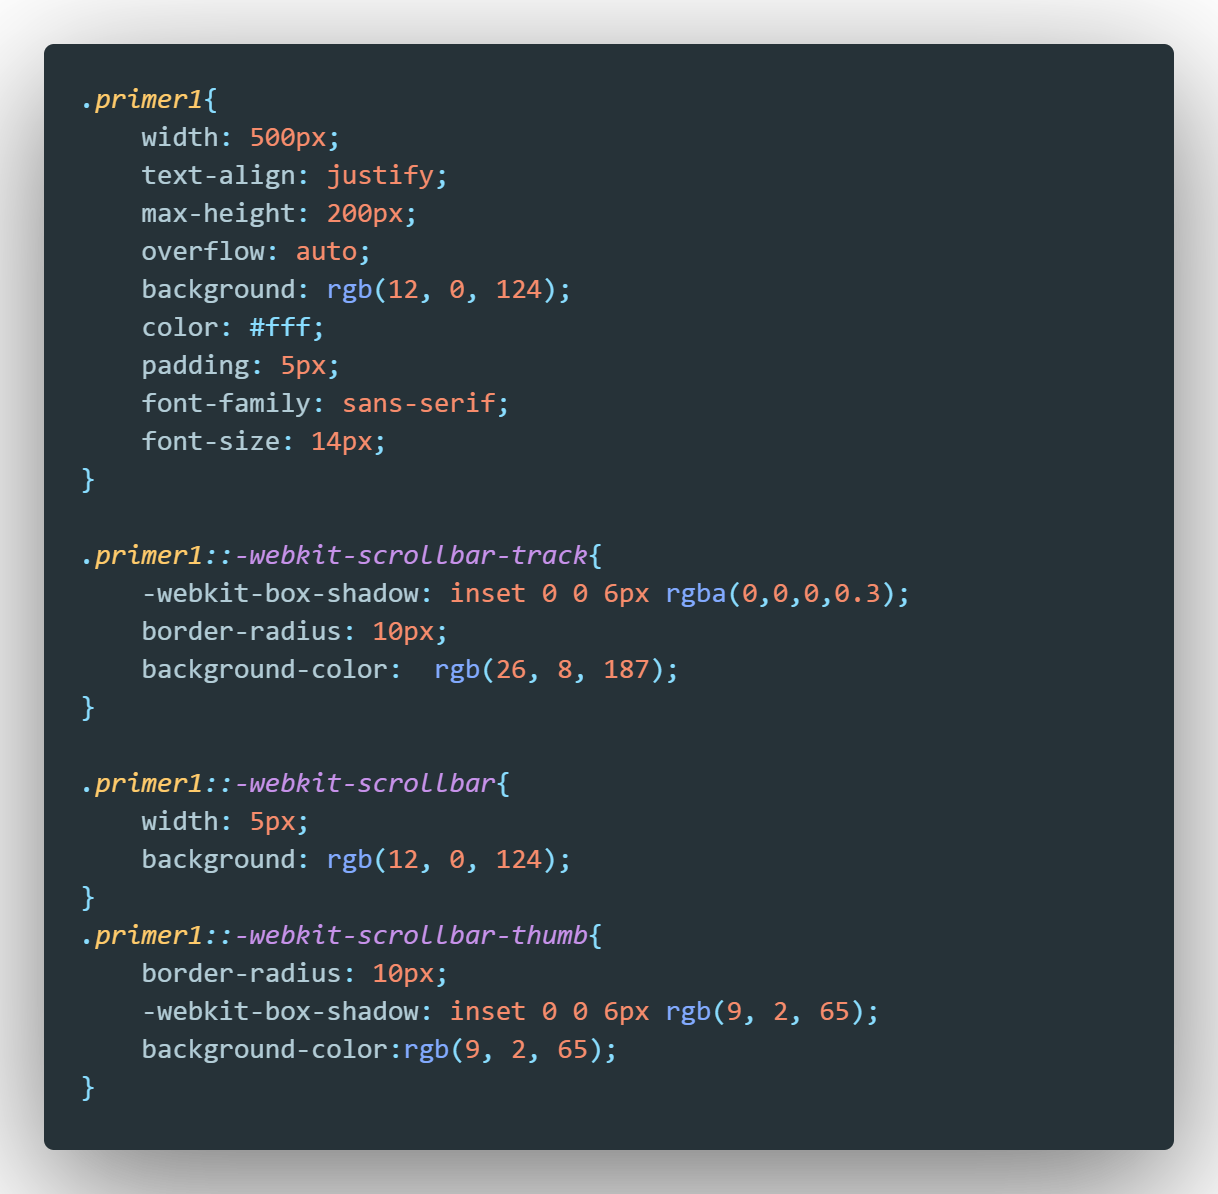 .primer1{
    width: 500px;
    text-align: justify;
    max-height: 200px;
    overflow: auto;
    background: rgb(12, 0, 124);
    color: #fff;
    padding: 5px;
    font-family: sans-serif;
    font-size: 14px;
}

.primer1::-webkit-scrollbar-track{
    -webkit-box-shadow: inset 0 0 6px rgba(0,0,0,0.3);
    border-radius: 10px;
    background-color:  rgb(26, 8, 187);
}

.primer1::-webkit-scrollbar{
    width: 5px;
    background: rgb(12, 0, 124);
}
.primer1::-webkit-scrollbar-thumb{
    border-radius: 10px;
    -webkit-box-shadow: inset 0 0 6px rgb(9, 2, 65);
    background-color:rgb(9, 2, 65);
}